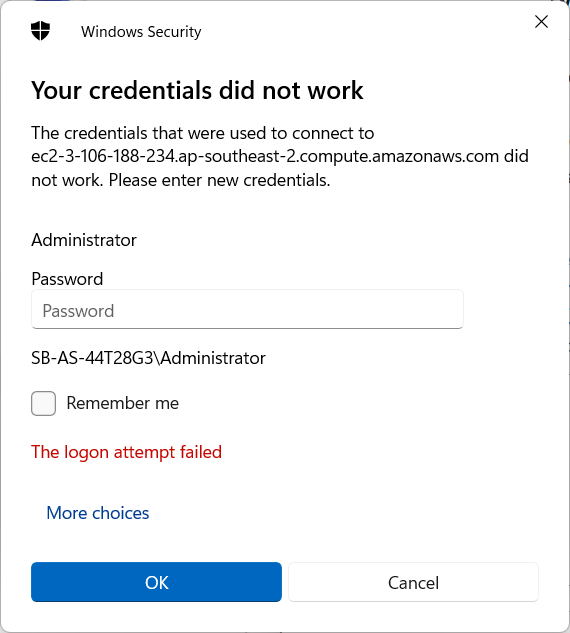 Windows Security
Your credentials did not work
The credentials that were used to connect to
ec2-3-106-188-234.ap-southeast-2.compute.amazonaws.com did
not work. Please enter new credentials.
Administrator
Password
Password
SB-AS-44T28G3\Administrator
Remember me
The logon attempt failed
More choices
OK
Cancel